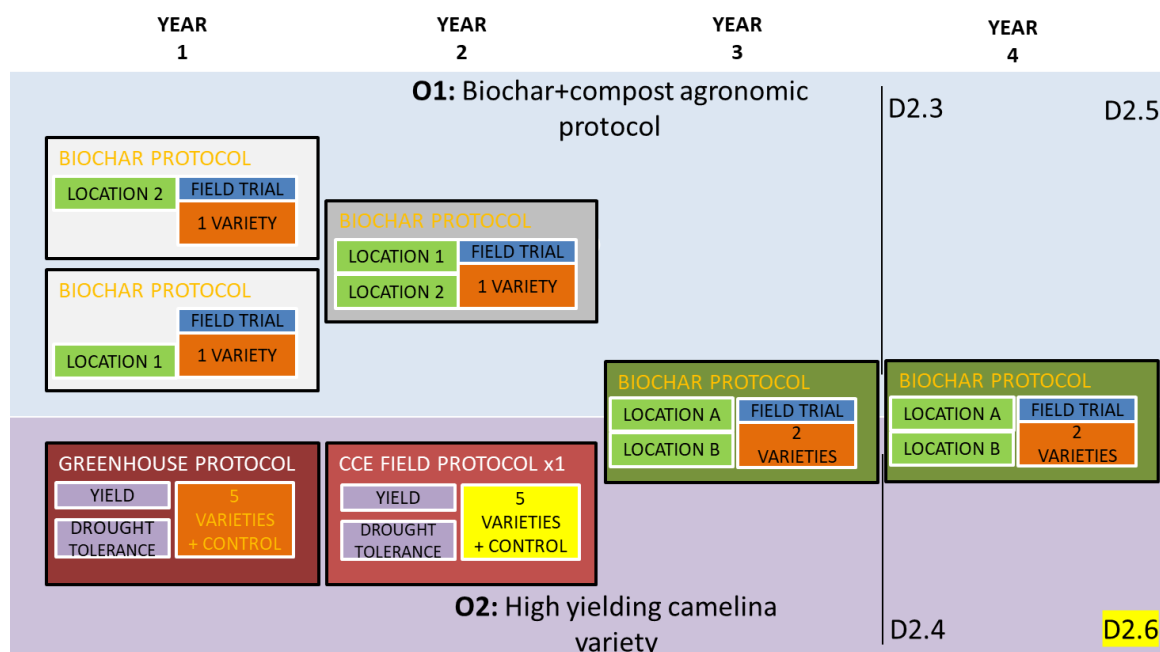 YEAR
1
YEAR
2
YEAR
3
YEAR
4
O1: Biochar+compost agronomic
protocol
D2.3
D2.5
BIOCHAR PROTOCOL
LOCATION 2
FIELD TRIAL
1 VARIETY
BIOCHAR PROTOCOL
FIELD TRIAL
LOCATION 1
1 VARIETY
BIOCHAR PROTOCOL
LOCATION 1
FIELD TRIAL
LOCATION 2
1 VARIETY
BIOCHAR PROTOCOL
LOCATION A
FIELD TRIAL
LOCATION B
2
VARIETIES
BIOCHAR PROTOCOL
LOCATION A
FIELD TRIAL
LOCATION B
2
VARIETIES
GREENHOUSE PROTOCOL
YIELD
DROUGHT
TOLERANCE
5
VARIETIES
+ CONTROL
CCE FIELD PROTOCOL x1
YIELD
DROUGHT
TOLERANCE
5
VARIETIES
+ CONTROL
O2: High yielding camelina
variety
D2.4
D2.6